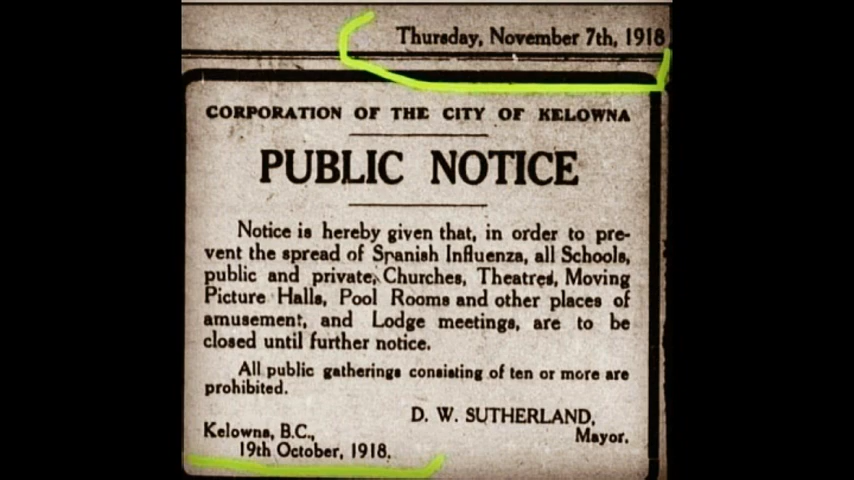 Thursday, November 7th, 1918
CORPORATION OF THE CITY OF KELOWNA
PUBLIC NOTICE
Notice is hereby given that, in order to pre-
vent the spread of Spanish Influenza, all Schools,
public and private, Churches, Theatres, Moving
Picture Halls, Pool Rooms and other places of
amusement, and Lodge meetings, are to be
closed until further notice.
All public gatherings consisting of ten or more are
prohibited.
D. W. SUTHERLAND,
Mayor.
Kelowna, B.C.,
19th October, 1918.